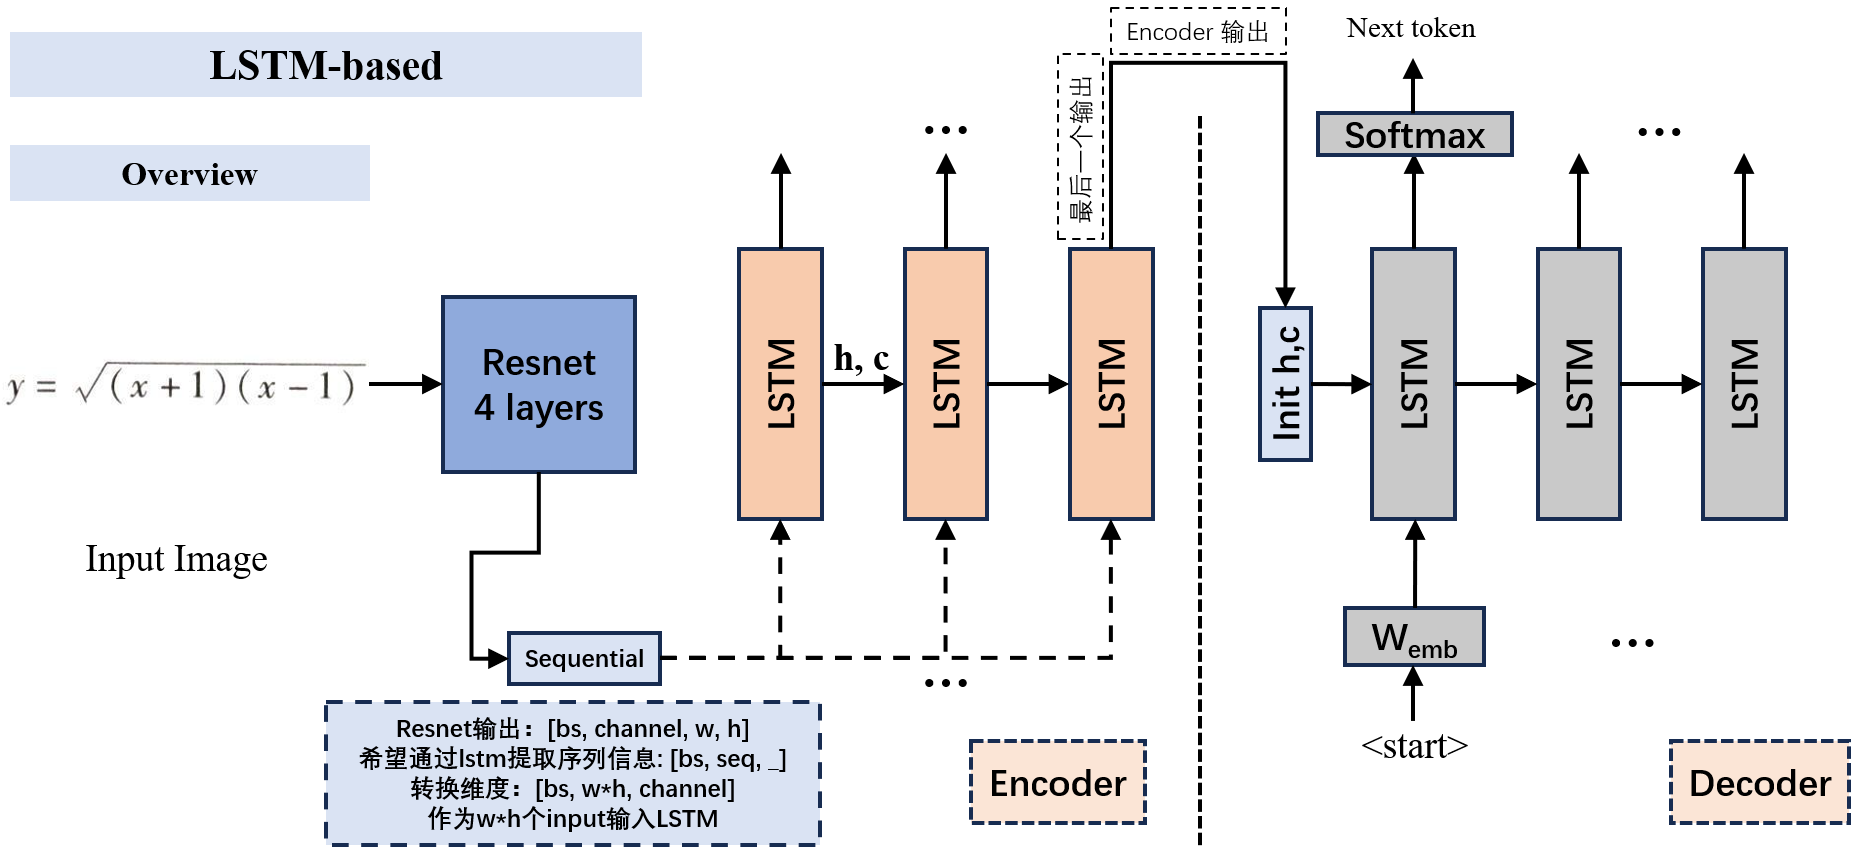 LSTM-based
Overview
y = √(x + 1)(x − 1)
Input Image
Resnet
4 layers
Sequential
Resnet输出：[bs, channel, w, h]
希望通过lstm提取序列信息: [bs, seq, _]
转换维度：[bs, w*h, channel]
作为w*h个input输入LSTM
...
LSTM
h, c
LSTM
LSTM
...
最后一个输出
Encoder 输出
Encoder
Next token
Softmax
...
Init h,c
LSTM
LSTM
LSTM
Wemb
...
<start>
Decoder